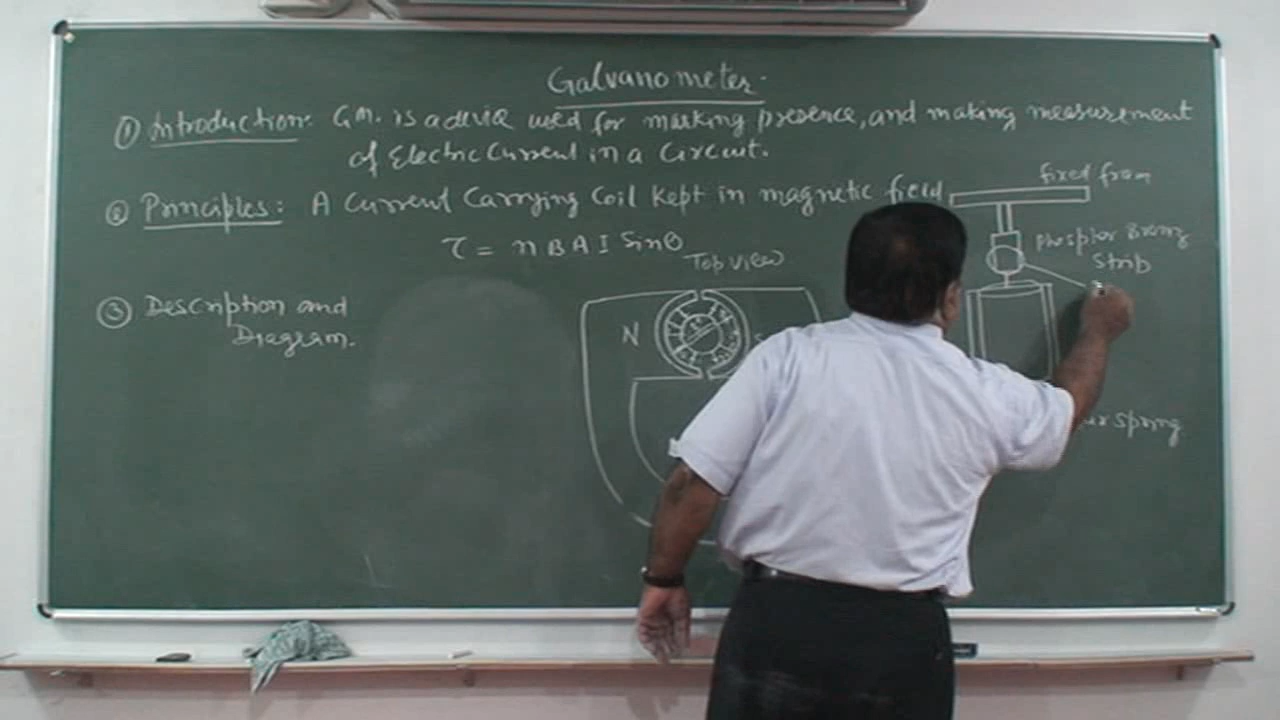 Galvanometer.
① Introduction: GM. is a device used for marking presence, and making measurement
of Electric Current in a Circuit.
② Principles: A Current Carrying Coil kept in magnetic field
τ = n B A I Sinθ
③ Description and
Diagram.
Top View
N
S
fixed fram
Phosphor Bronz
Strip
spring